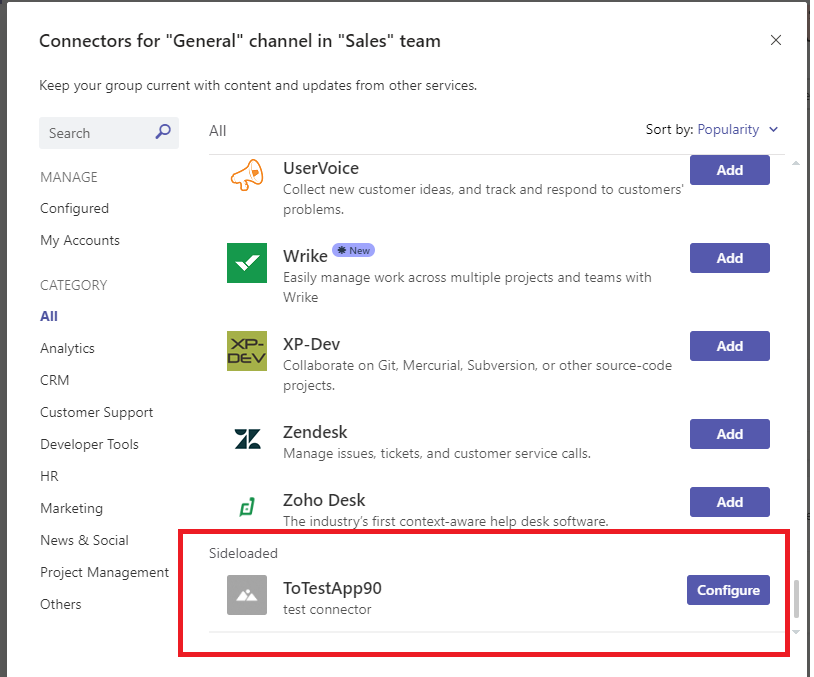 Connectors for "General" channel in "Sales" team
Keep your group current with content and updates from other services.
Search
MANAGE
Configured
My Accounts
CATEGORY
All
Analytics
CRM
Customer Support
Developer Tools
HR
Marketing
News & Social
Project Management
Others
All
Sort by: Popularity
UserVoice
Collect new customer ideas, and track and respond to customers'
problems.
Add
Wrike New
Easily manage work across multiple projects and teams with
Wrike
Add
XP-
DEV
XP-Dev
Collaborate on Git, Mercurial, Subversion, or other source-code
projects.
Add
Zendesk
Manage issues, tickets, and customer service calls.
Add
Zoho Desk
The industry's first context-aware help desk software.
Add
Sideloaded
ToTestApp90
test connector
Configure